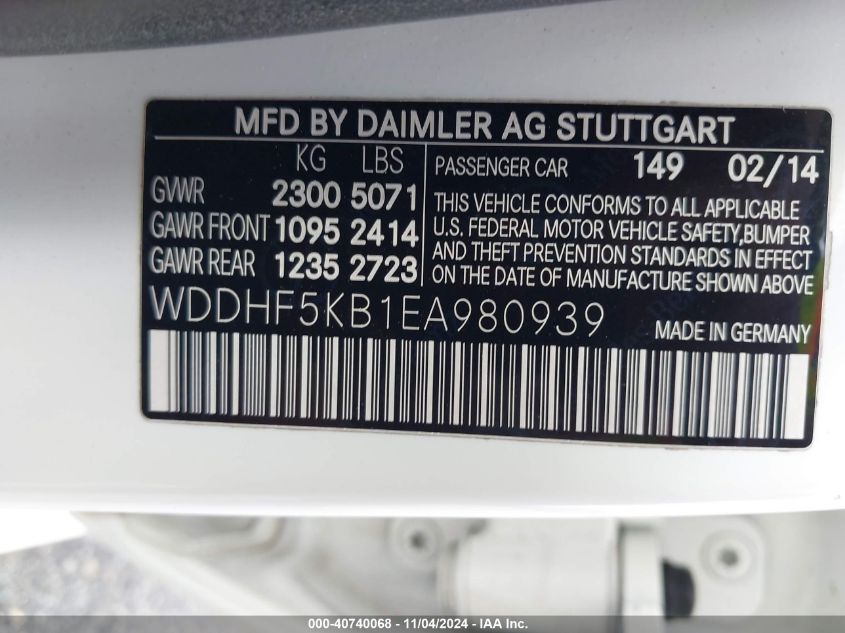 MFD BY DAIMLER AG STUTTGART
KG LBS
GVWR 2300 5071
GAWR FRONT 1095 2414
GAWR REAR 1235 2723
PASSENGER CAR 149 02/14
THIS VEHICLE CONFORMS TO ALL APPLICABLE
U.S. FEDERAL MOTOR VEHICLE SAFETY,BUMPER
AND THEFT PREVENTION STANDARDS IN EFFECT
ON THE DATE OF MANUFACTURE SHOWN ABOVE
WDDHF5KB1EA980939
MADE IN GERMANY
000-40740068 - 11/04/2024 - IAA Inc.